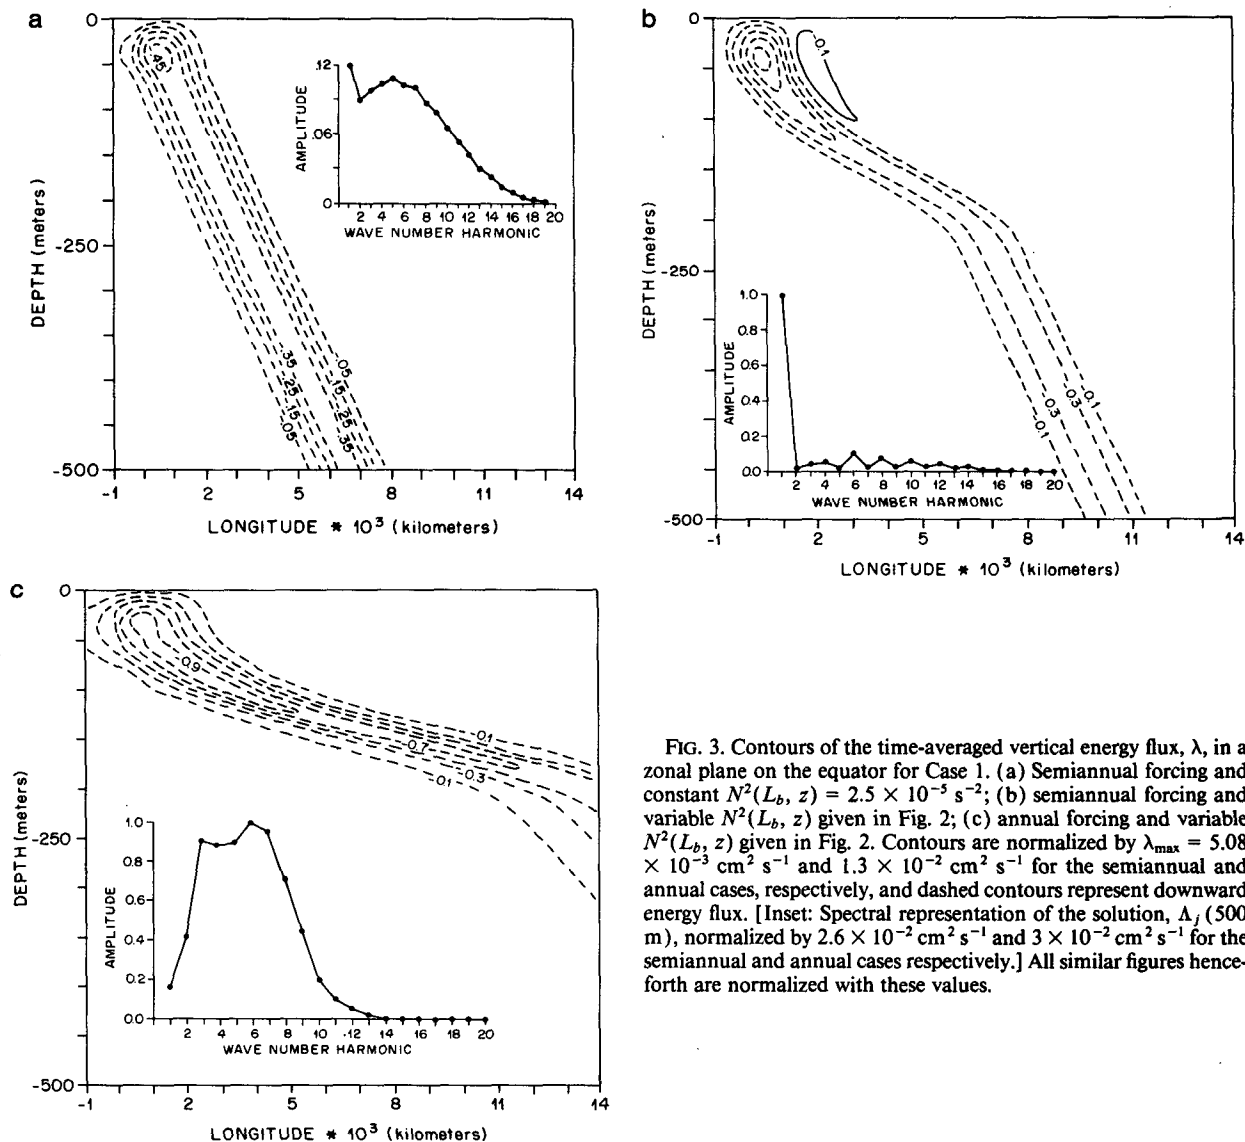 a
0
-250
-500
DEPTH (meters)
-1
2
5
8
11
14
LONGITUDE * 10³ (kilometers)
.45
.35
.25
.15
-.05
.05
.15
.25
.35
.12
.06
0
AMPLITUDE
2 4 6 8 10 12 14 16 18 20
WAVE NUMBER HARMONIC
b
0
-250
-500
DEPTH (meters)
-1
2
5
8
11
14
LONGITUDE * 10³ (kilometers)
-0.1
-0.1
-0.3
-0.3
-0.1
1.0
0.8
0.6
0.4
0.2
0.0
AMPLITUDE
2 4 6 8 10 12 14 16 18 20
WAVE NUMBER HARMONIC
c
0
-250
-500
DEPTH (meters)
-1
2
5
8
11
14
LONGITUDE * 10³ (kilometers)
-0.9
-0.7
-0.1
-0.1
-0.3
1.0
0.8
0.6
0.4
0.2
0.0
AMPLITUDE
2 4 6 8 10 12 14 16 18 20
WAVE NUMBER HARMONIC
FIG. 3. Contours of the time-averaged vertical energy flux, λ, in a
zonal plane on the equator for Case 1. (a) Semiannual forcing and
constant N²(L_b, z) = 2.5 × 10⁻⁵ s⁻²; (b) semiannual forcing and
variable N²(L_b, z) given in Fig. 2; (c) annual forcing and variable
N²(L_b, z) given in Fig. 2. Contours are normalized by λ_max = 5.08
× 10⁻³ cm² s⁻¹ and 1.3 × 10⁻² cm² s⁻¹ for the semiannual and
annual cases, respectively, and dashed contours represent downward
energy flux. [Inset: Spectral representation of the solution, Λ_j (500
m), normalized by 2.6 × 10⁻² cm² s⁻¹ and 3 × 10⁻² cm² s⁻¹ for the
semiannual and annual cases respectively.] All similar figures hence-
forth are normalized with these values.